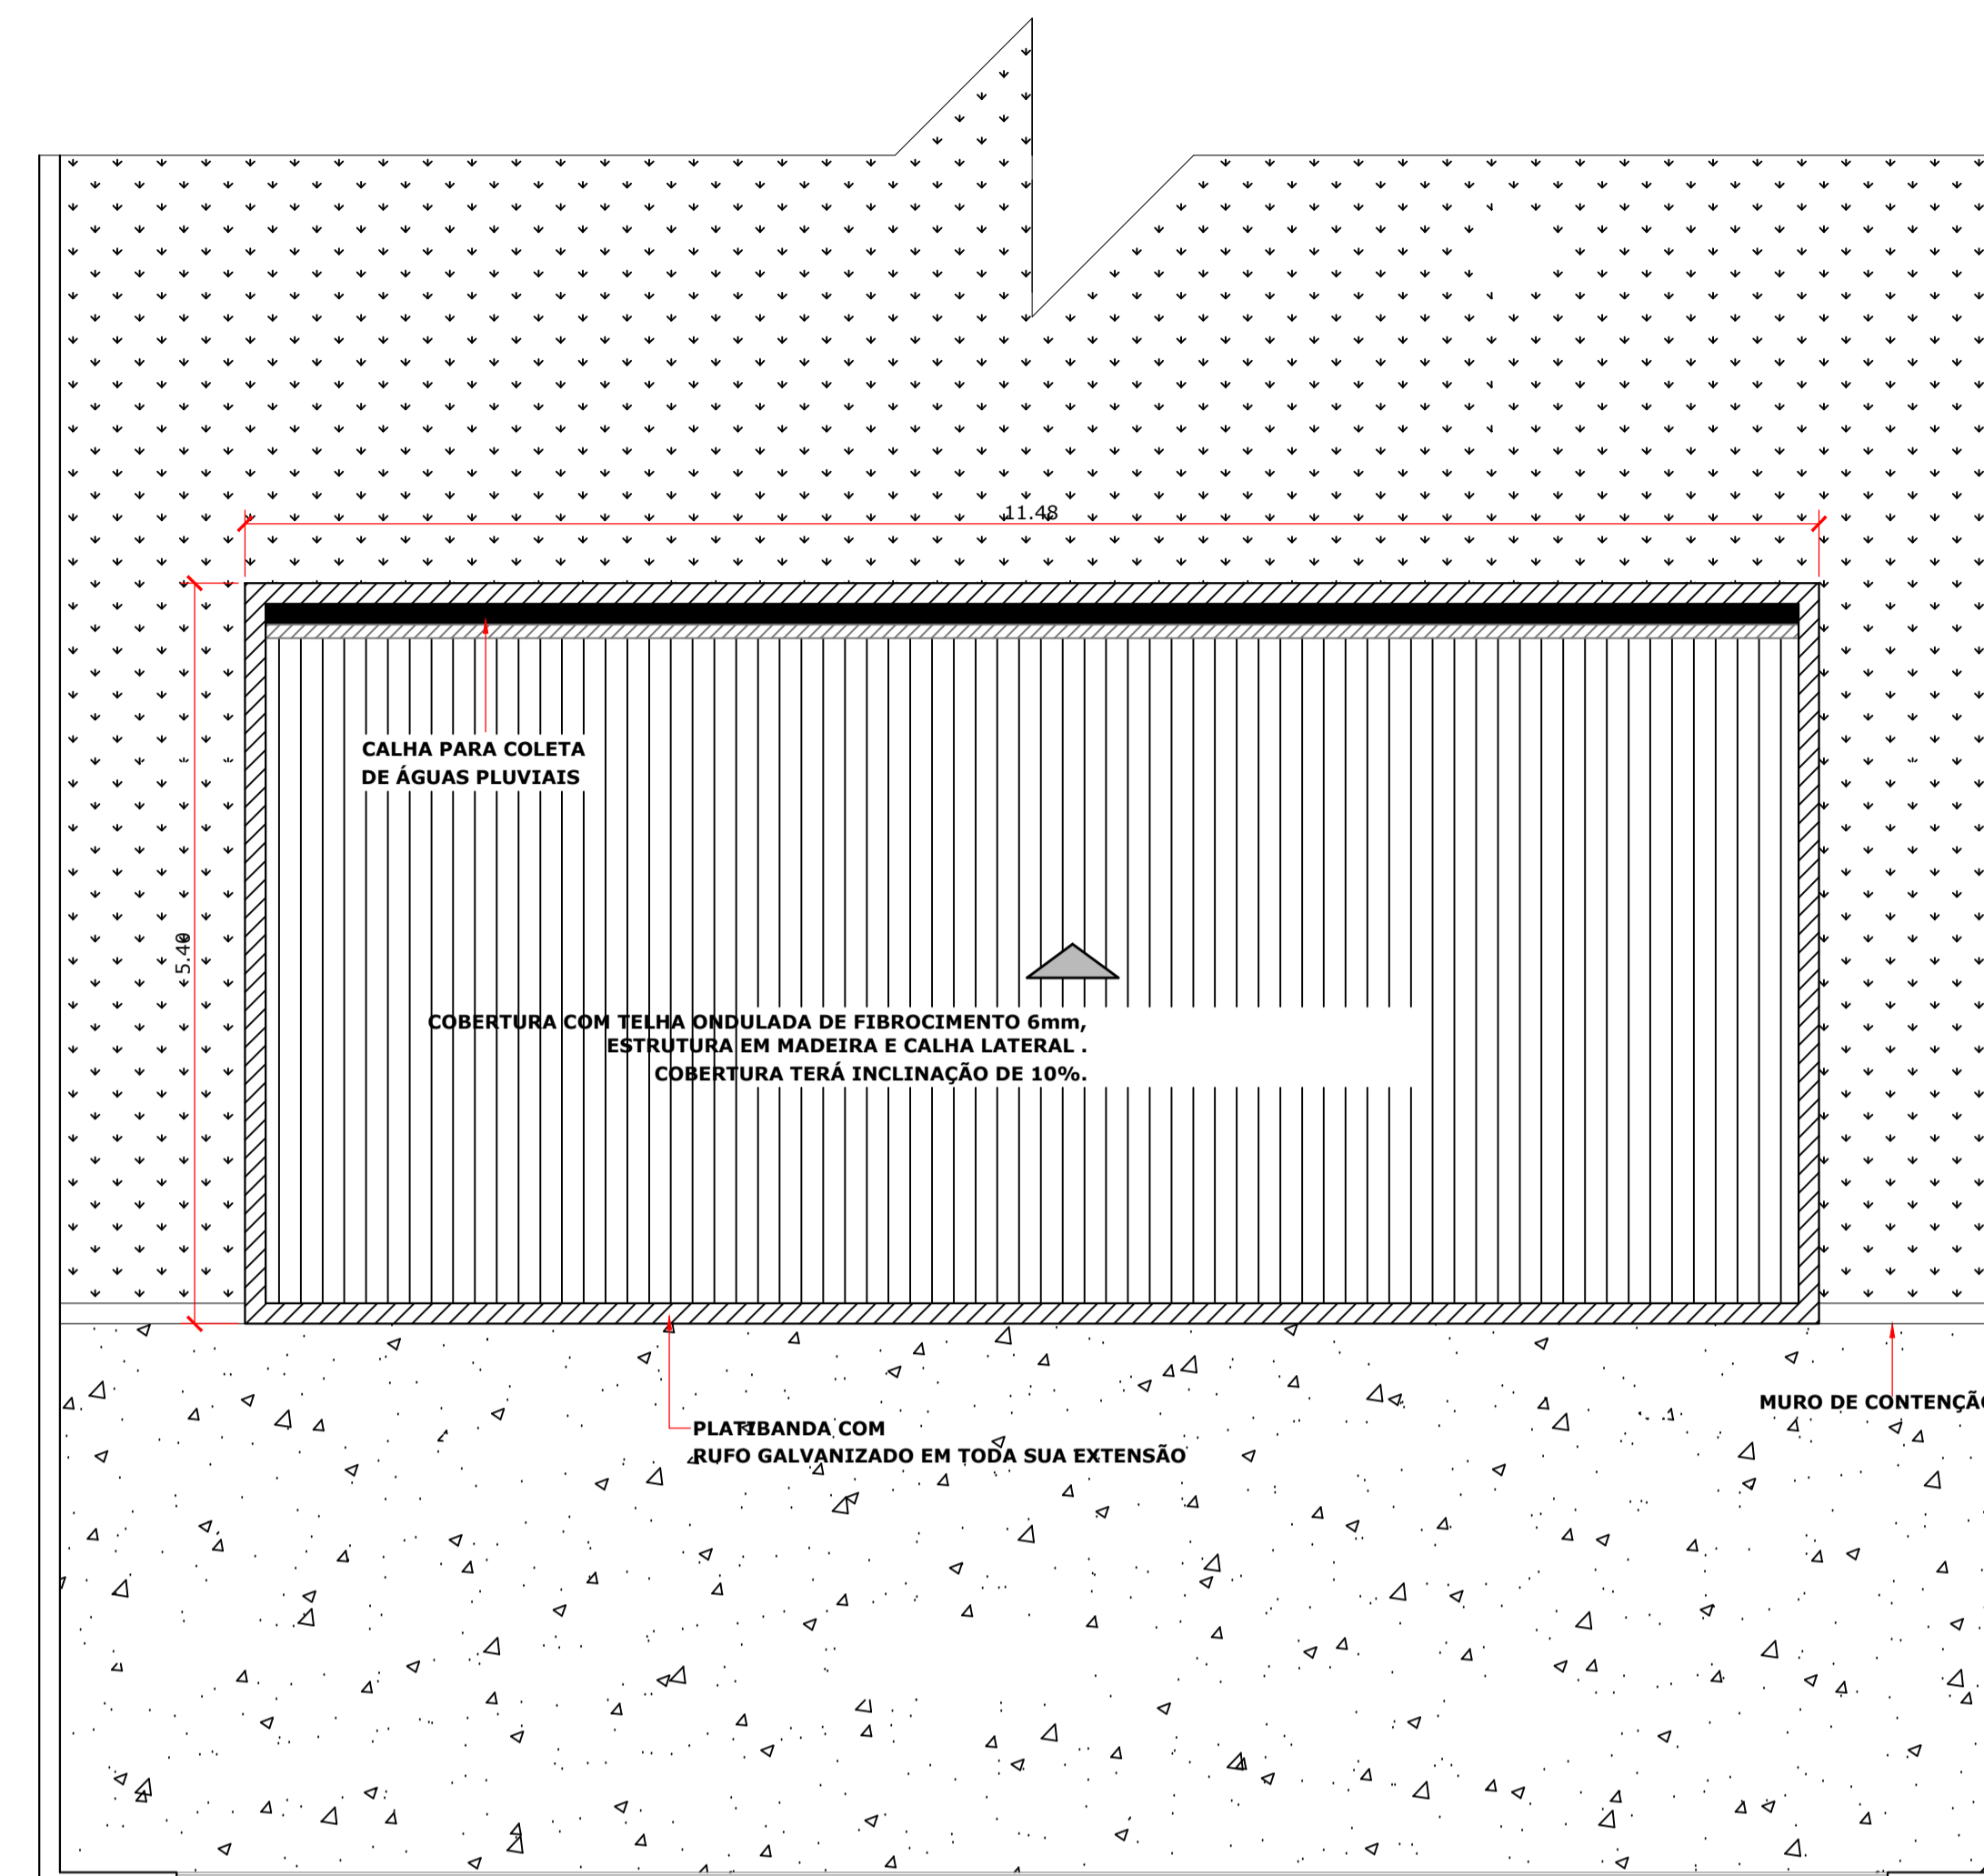 11.48
CALHA PARA COLETA
DE ÁGUAS PLUVIAIS
5.40
COBERTURA COM TELHA ONDULADA DE FIBROCIMENTO 6mm,
ESTRUTURA EM MADEIRA E CALHA LATERAL .
COBERTURA TERÁ INCLINAÇÃO DE 10%.
MURO DE CONTENÇÃ
PLATIBANDA COM
RUFO GALVANIZADO EM TODA SUA EXTENSÃO